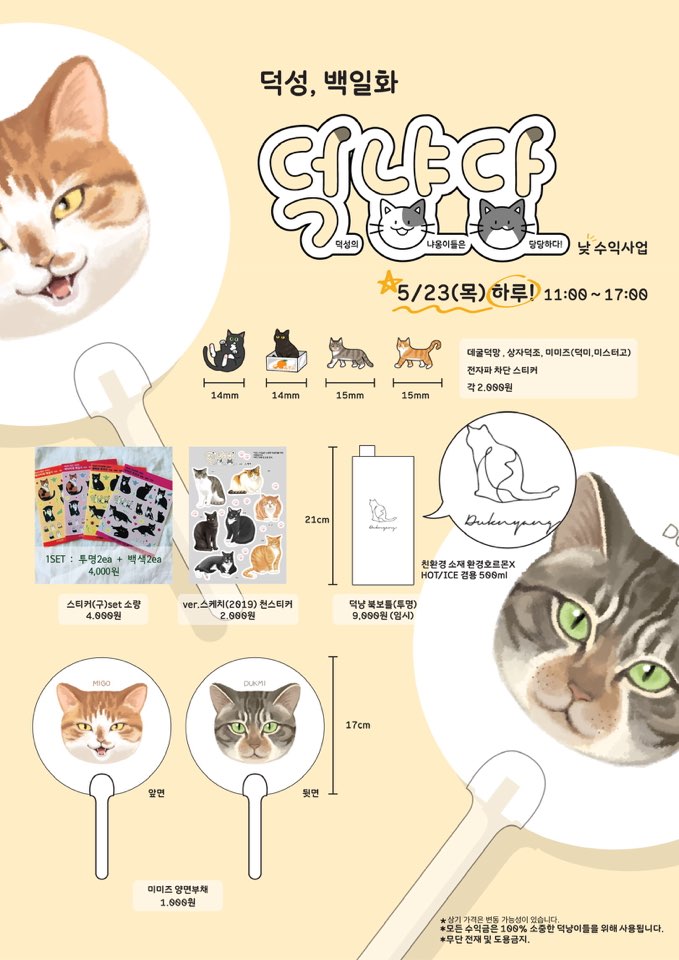 덕성, 백일화
덕냥당
덕성의 냐옹이들은 당당하다!
낮 수익사업
5/23(목) 하루! 11:00 ~ 17:00
데굴덕망, 상자덕조, 미미즈(덕미,미스터고)
전자파 차단 스티커
각 2,000원
14mm
14mm
15mm
15mm
1SET : 투명2ea + 백색2ea
4,000원
스티커(구)set 소량
4,000원
ver.스케치(2019) 천스티커
2,000원
21cm
Duknyang
덕냥 북보틀(투명)
9,000원 (임시)
친환경 소재 환경호르몬X
HOT/ICE 겸용 500ml
MIGO
DUKMI
17cm
앞면
뒷면
미미즈 양면부채
1,000원
★상기 가격은 변동 가능성이 있습니다.
*모든 수익금은 100% 소중한 덕냥이들을 위해 사용됩니다.
*무단 전재 및 도용금지.